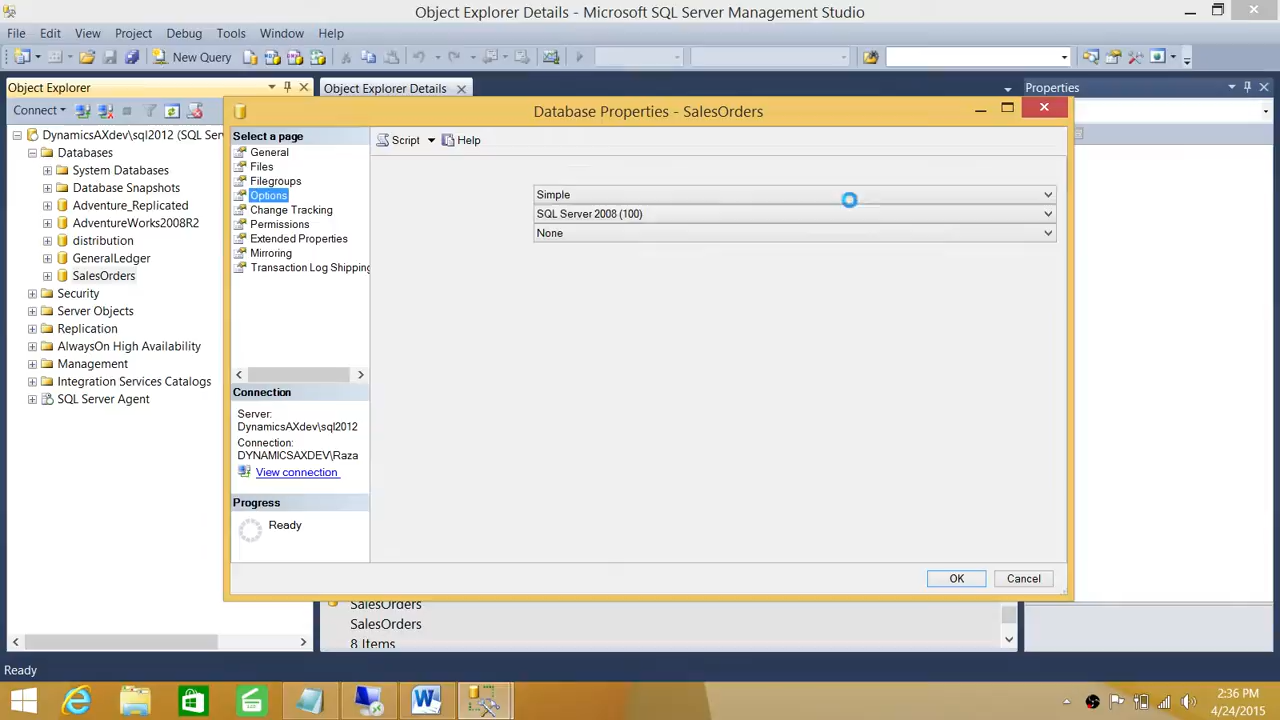 Object Explorer Details - Microsoft SQL Server Management Studio
File Edit View Project Debug Tools Window Help
New Query
Object Explorer
Object Explorer Details
Properties
Connect
DynamicsAXdev\sql2012 (SQL Ser
Databases
System Databases
Database Snapshots
Adventure_Replicated
AdventureWorks2008R2
distribution
GeneralLedger
SalesOrders
Security
Server Objects
Replication
AlwaysOn High Availability
Management
Integration Services Catalogs
SQL Server Agent
Database Properties - SalesOrders
Select a page
General
Files
Filegroups
Options
Change Tracking
Permissions
Extended Properties
Mirroring
Transaction Log Shipping
Script Help
Simple
SQL Server 2008 (100)
None
Connection
Server:
DynamicsAXdev\sql2012
Connection:
DYNAMICSAXDEV\Raza
View connection
Progress
Ready
OK Cancel
SalesOrders
SalesOrders
8 Items
Ready
2:36 PM
4/24/2015